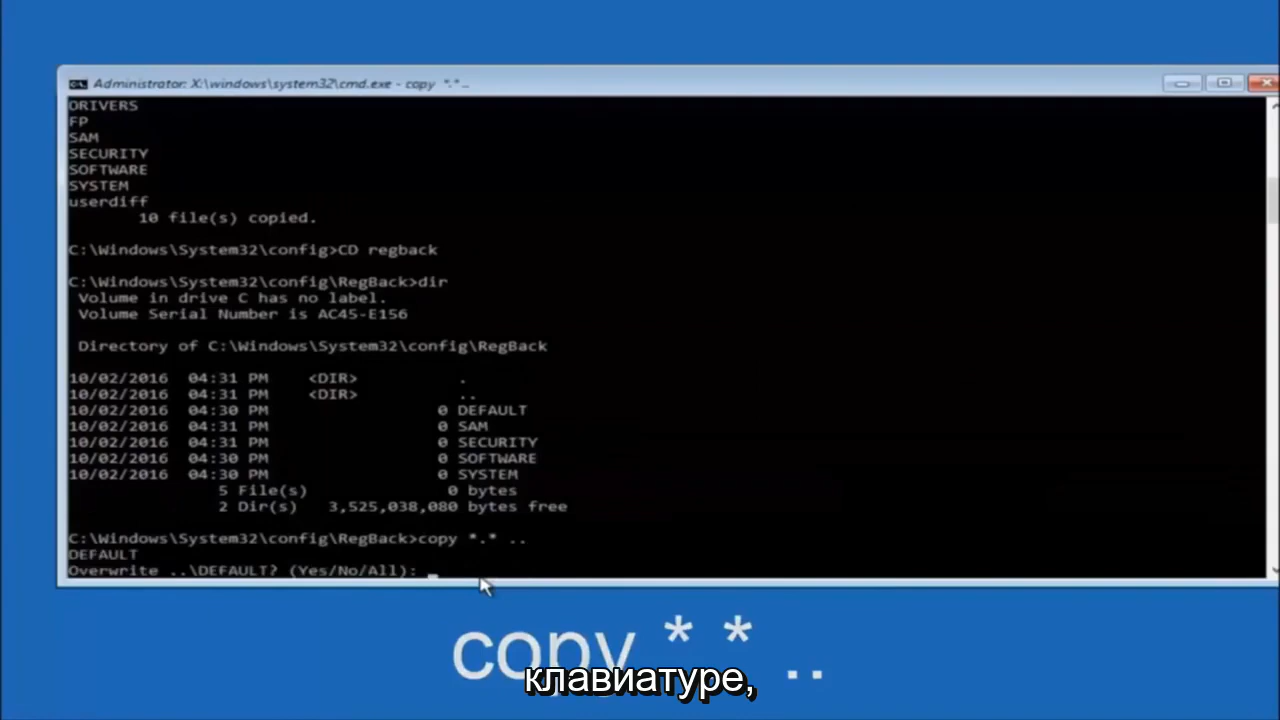 Administrator: X:\windows\system32\cmd.exe - copy *.* ..
DRIVERS
FP
SAM
SECURITY
SOFTWARE
SYSTEM
userdiff
10 file(s) copied.
C:\Windows\System32\config>CD regback
C:\Windows\System32\config\RegBack>dir
Volume in drive C has no label.
Volume Serial Number is AC45-E156
Directory of C:\Windows\System32\config\RegBack
10/02/2016 04:31 PM <DIR> .
10/02/2016 04:31 PM <DIR> ..
10/02/2016 04:30 PM 0 DEFAULT
10/02/2016 04:31 PM 0 SAM
10/02/2016 04:31 PM 0 SECURITY
10/02/2016 04:30 PM 0 SOFTWARE
10/02/2016 04:30 PM 0 SYSTEM
5 File(s) 0 bytes
2 Dir(s) 3,525,038,080 bytes free
C:\Windows\System32\config\RegBack>copy *.* ..
DEFAULT
Overwrite ..\DEFAULT? (Yes/No/All): _
copy * * ..
клавиатуре,